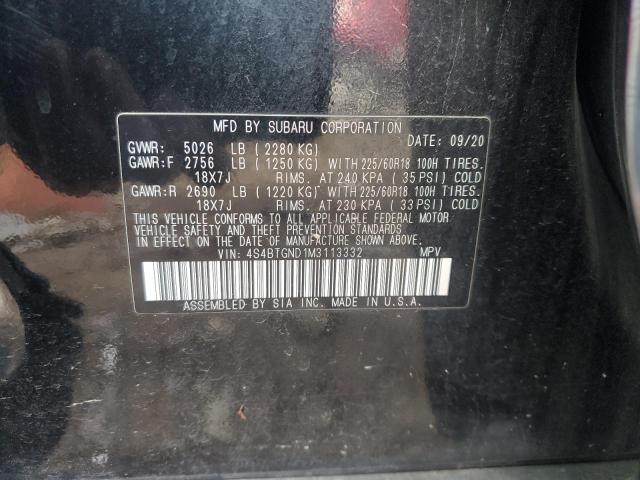 MFD BY SUBARU CORPORATION DATE: 09/20
GVWR: 5026 LB ( 2280 KG)
GAWR:F 2756 LB ( 1250 KG) WITH 225/60R18 100H TIRES.
18X7J RIMS. AT 240 KPA ( 35 PSI) COLD
GAWR:R 2690 LB ( 1220 KG) WITH 225/60R18 100H TIRES.
18X7J RIMS. AT 230 KPA ( 33 PSI) COLD
THIS VEHICLE CONFORMS TO ALL APPLICABLE FEDERAL MOTOR
VEHICLE SAFETY AND THEFT PREVENTION STANDARDS
IN EFFECT ON THE DATE OF MANUFACTURE SHOWN ABOVE.
VIN: 4S4BTGND1M3113332 MPV
ASSEMBLED BY SIA INC. MADE IN U.S.A.